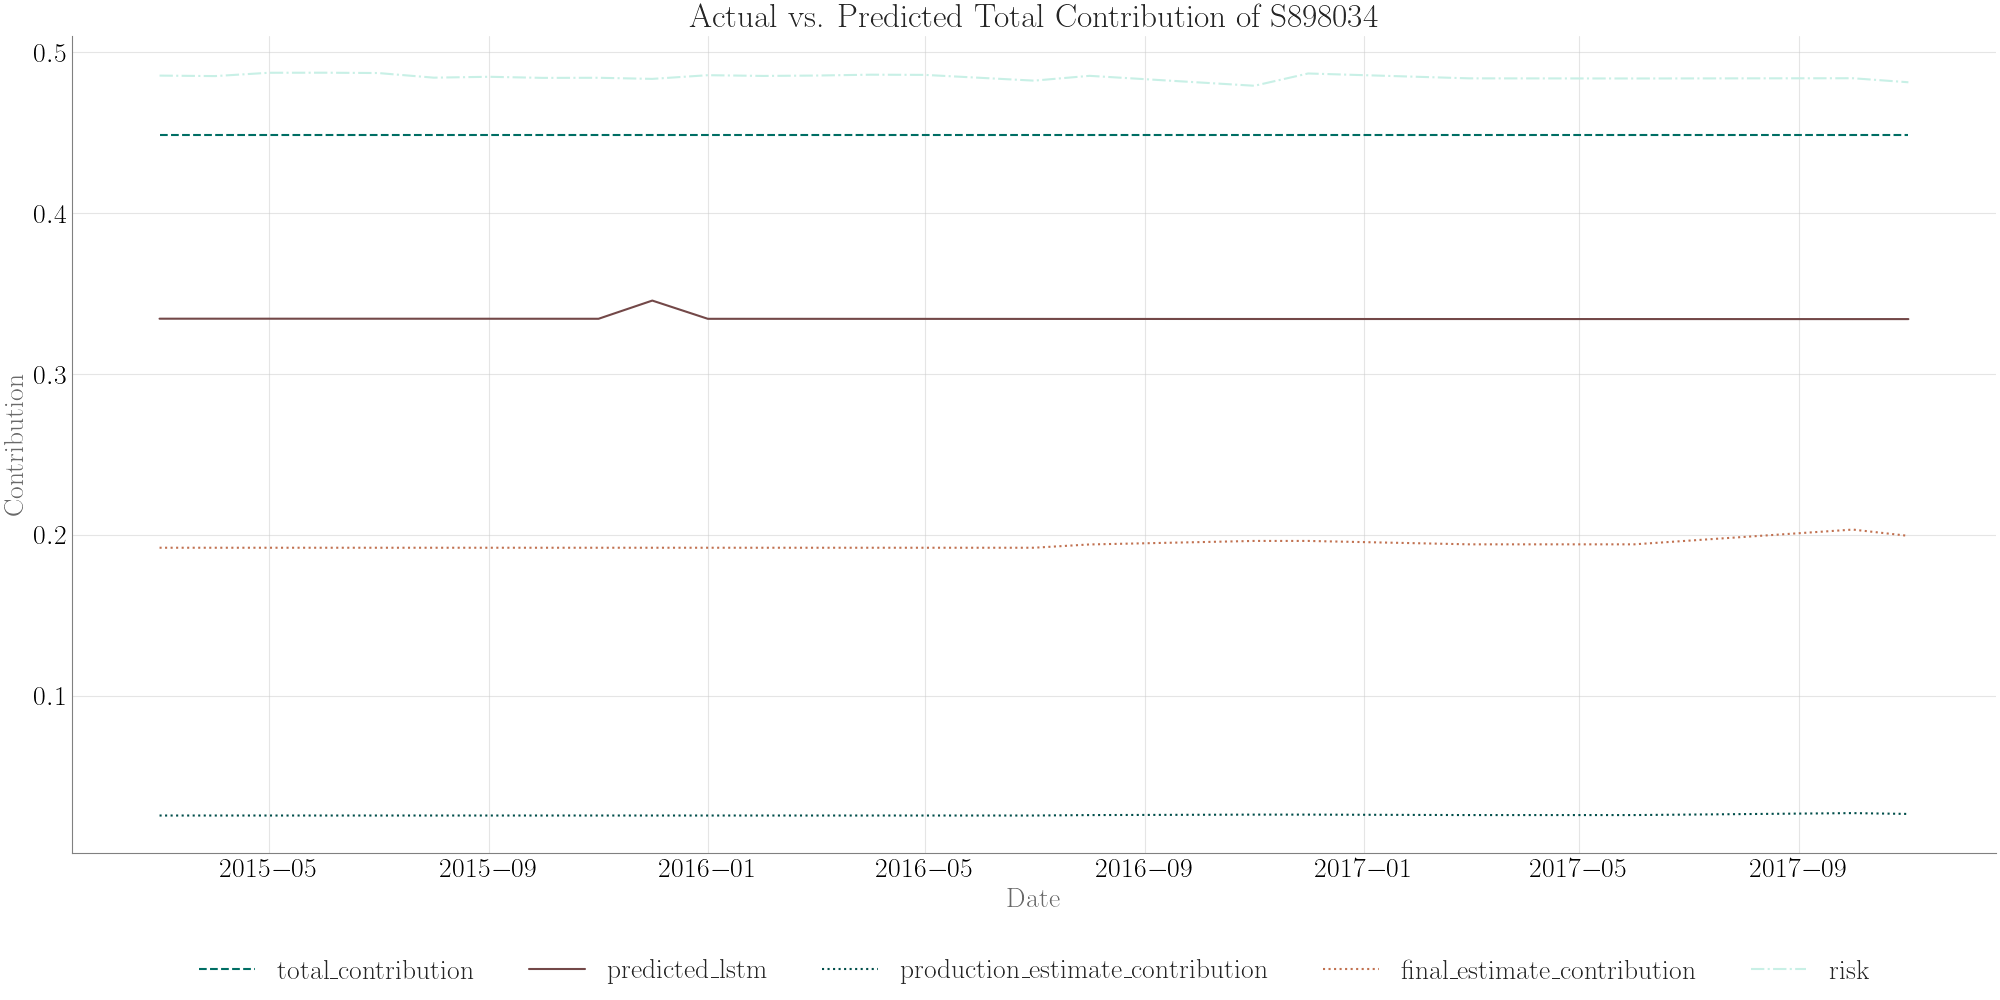 Actual vs. Predicted Total Contribution of S898034
0.5
0.4
0.3
0.2
0.1
Contribution
2015–05 2015–09 2016–01 2016–05 2016–09 2017–01 2017–05 2017–09
Date
total_contribution predicted_lstm production_estimate_contribution final_estimate_contribution risk